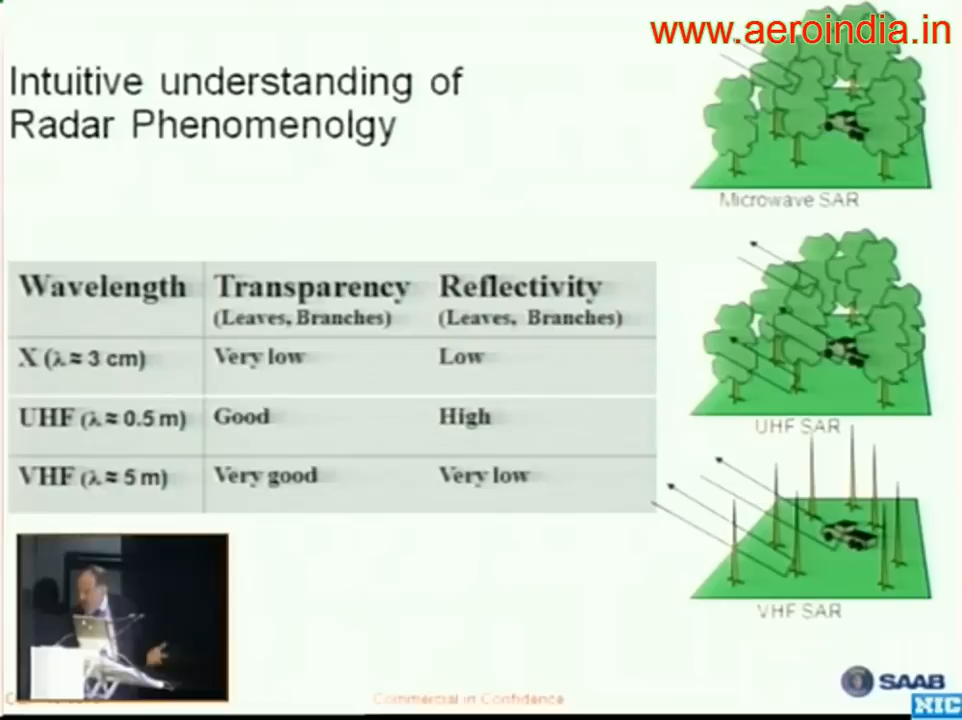 www.aeroindia.in
Intuitive understanding of
Radar Phenomenolgy
Microwave SAR
Wavelength Transparency Reflectivity
(Leaves, Branches) (Leaves, Branches)
X (λ ≈ 3 cm) Very low Low
UHF (λ ≈ 0.5 m) Good High
VHF (λ ≈ 5 m) Very good Very low
UHF SAR
VHF SAR
Commercial in Confidence
SAAB
NIC